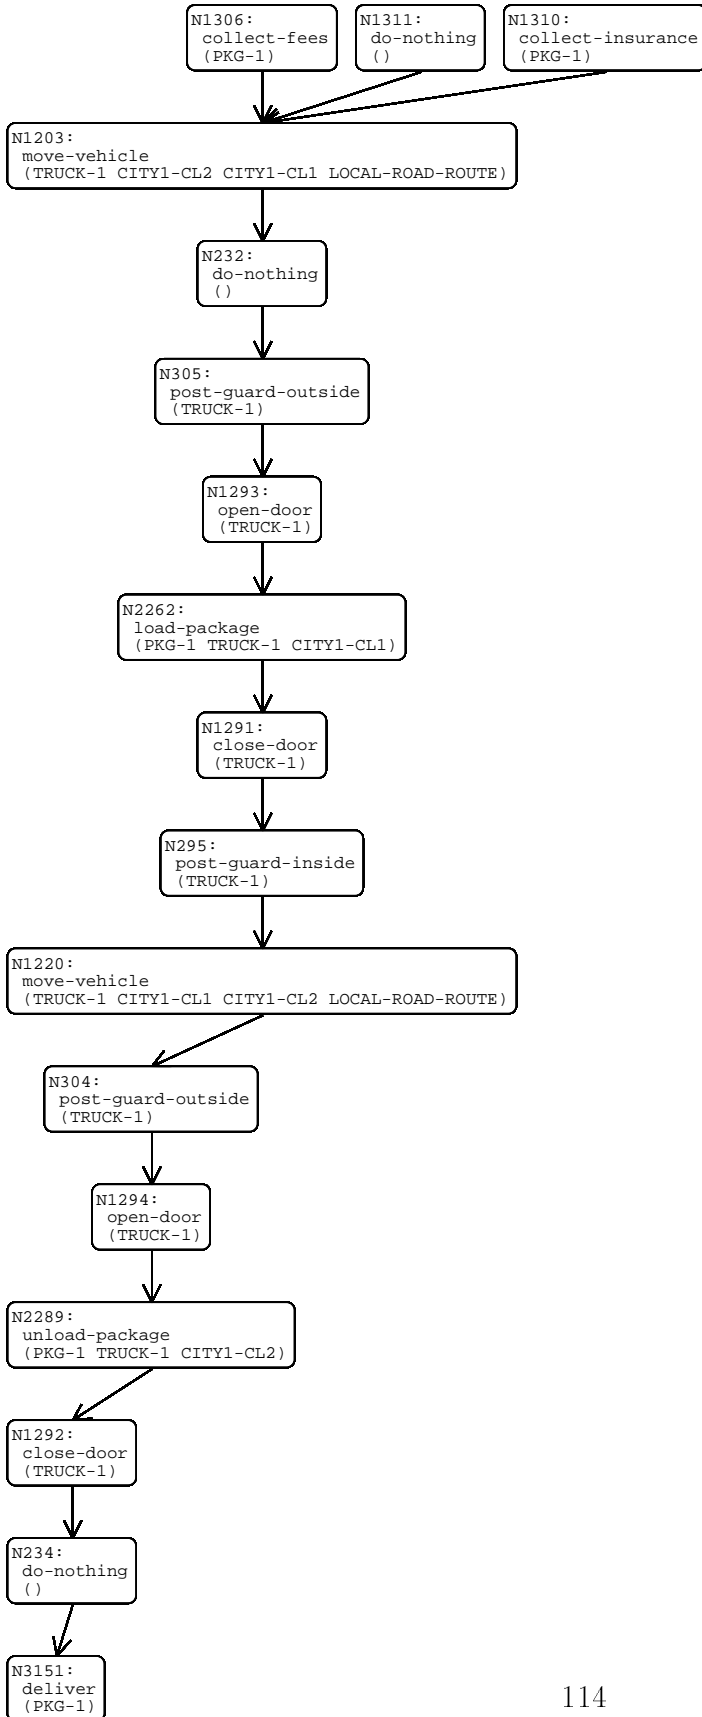 N1306:
collect-fees
(PKG-1)
N1311:
do-nothing
()
N1310:
collect-insurance
(PKG-1)
N1203:
move-vehicle
(TRUCK-1 CITY1-CL2 CITY1-CL1 LOCAL-ROAD-ROUTE)
N232:
do-nothing
()
N305:
post-guard-outside
(TRUCK-1)
N1293:
open-door
(TRUCK-1)
N2262:
load-package
(PKG-1 TRUCK-1 CITY1-CL1)
N1291:
close-door
(TRUCK-1)
N295:
post-guard-inside
(TRUCK-1)
N1220:
move-vehicle
(TRUCK-1 CITY1-CL1 CITY1-CL2 LOCAL-ROAD-ROUTE)
N304:
post-guard-outside
(TRUCK-1)
N1294:
open-door
(TRUCK-1)
N2289:
unload-package
(PKG-1 TRUCK-1 CITY1-CL2)
N1292:
close-door
(TRUCK-1)
N234:
do-nothing
()
N3151:
deliver
(PKG-1)
114